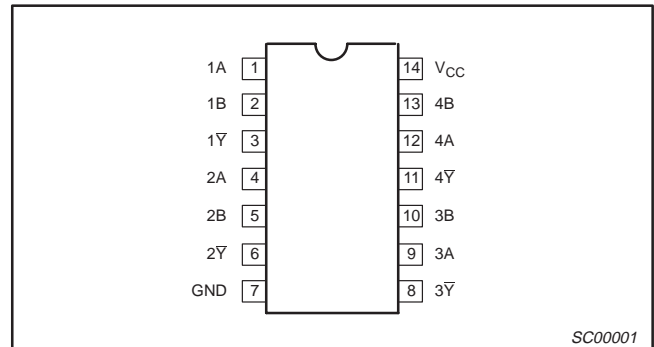 1A 1 14 VCC
1B 2 13 4B
1Y̅ 3 12 4A
2A 4 11 4Y̅
2B 5 10 3B
2Y̅ 6 9 3A
GND 7 8 3Y̅
SC00001